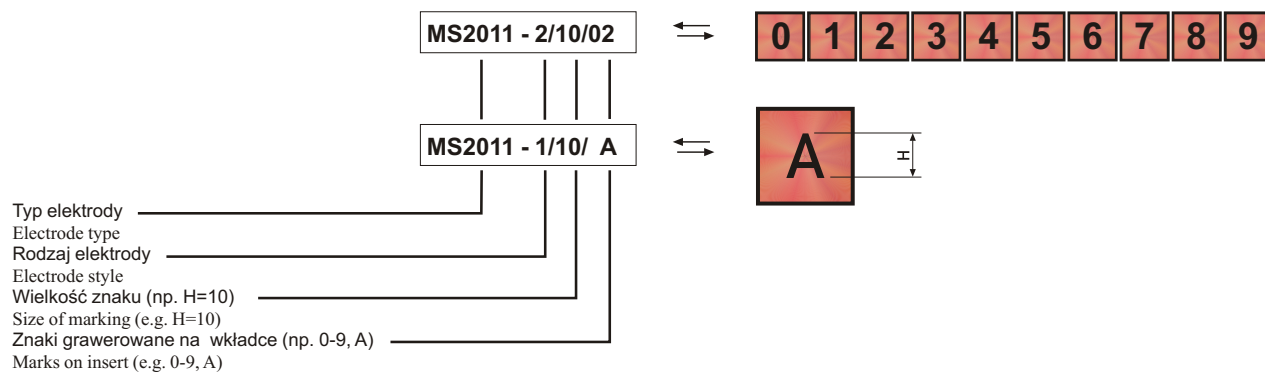 MS2011 - 2/10/02
0 1 2 3 4 5 6 7 8 9
MS2011 - 1/10/ A
A
H
Typ elektrody
Electrode type
Rodzaj elektrody
Electrode style
Wielkość znaku (np. H=10)
Size of marking (e.g. H=10)
Znaki grawerowane na wkładce (np. 0-9, A)
Marks on insert (e.g. 0-9, A)